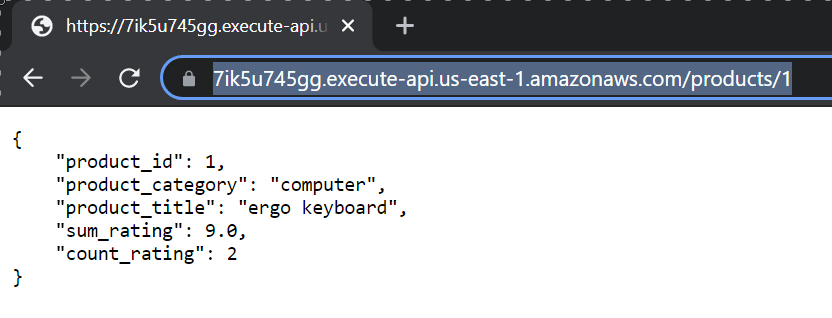 https://7ik5u745gg.execute-api.u
7ik5u745gg.execute-api.us-east-1.amazonaws.com/products/1
{
    "product_id": 1,
    "product_category": "computer",
    "product_title": "ergo keyboard",
    "sum_rating": 9.0,
    "count_rating": 2
}